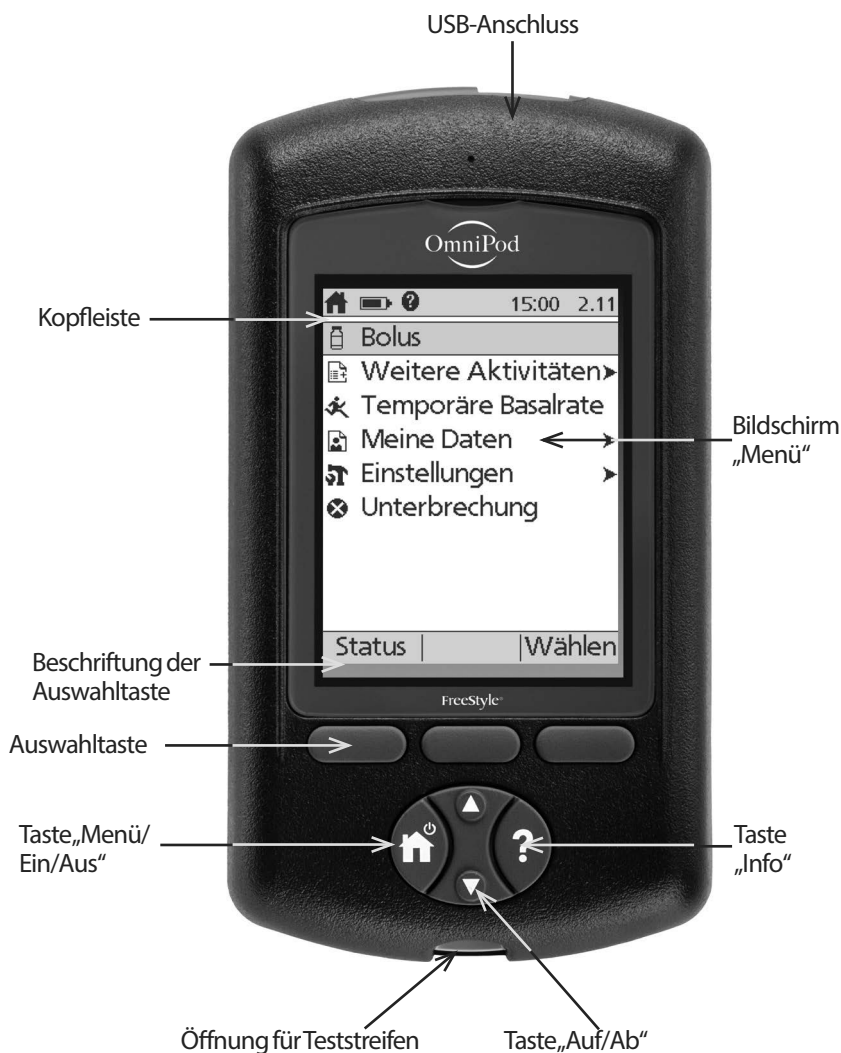 USB-Anschluss
OmniPod
15:00 2.11
Kopfleiste
Bolus
Weitere Aktivitäten
Temporäre Basalrate
Meine Daten
Bildschirm
„Menü“
Einstellungen
Unterbrechung
Status Wählen
Beschriftung der
Auswahltaste
FreeStyle®
Auswahltaste
Taste„Menü/
Ein/Aus“
?
Taste
„Info“
Öffnung für Teststreifen
Taste„Auf/Ab“